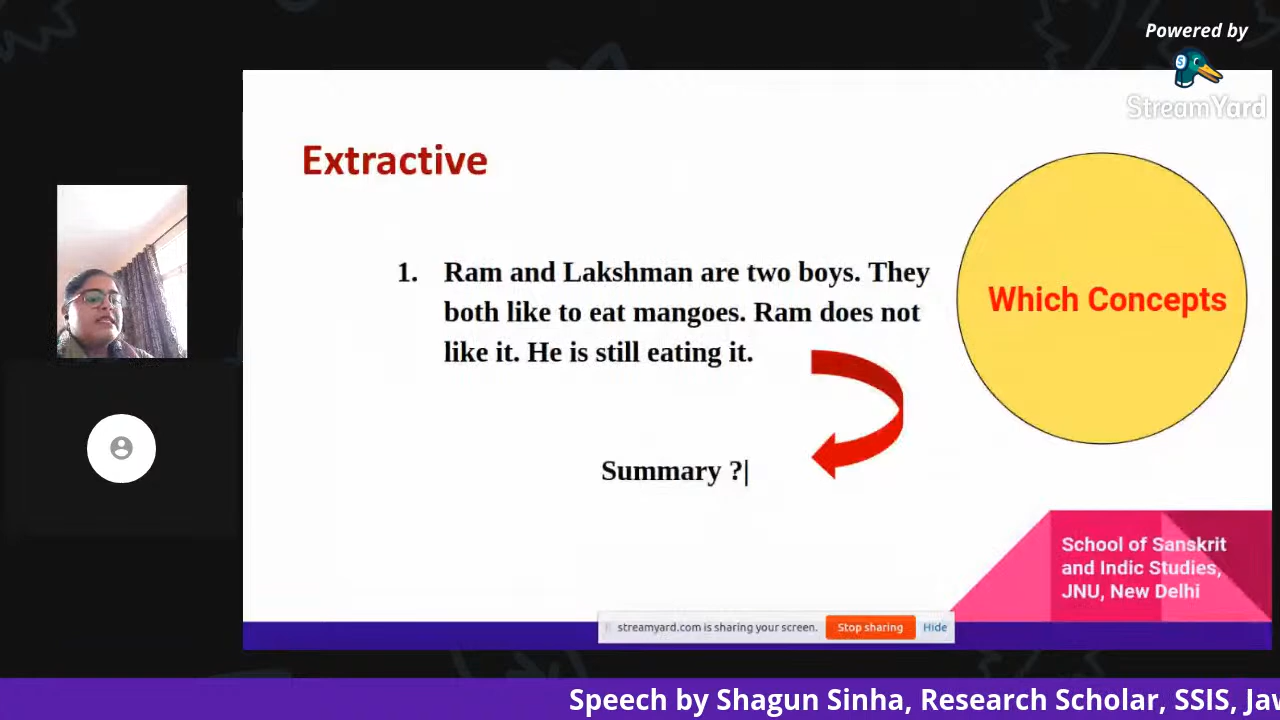 Powered by
StreamYard
Extractive
1. Ram and Lakshman are two boys. They
both like to eat mangoes. Ram does not
like it. He is still eating it.
Which Concepts
Summary ?
School of Sanskrit
and Indic Studies,
JNU, New Delhi
streamyard.com is sharing your screen. Stop sharing Hide
Speech by Shagun Sinha, Research Scholar, SSIS, Jaw